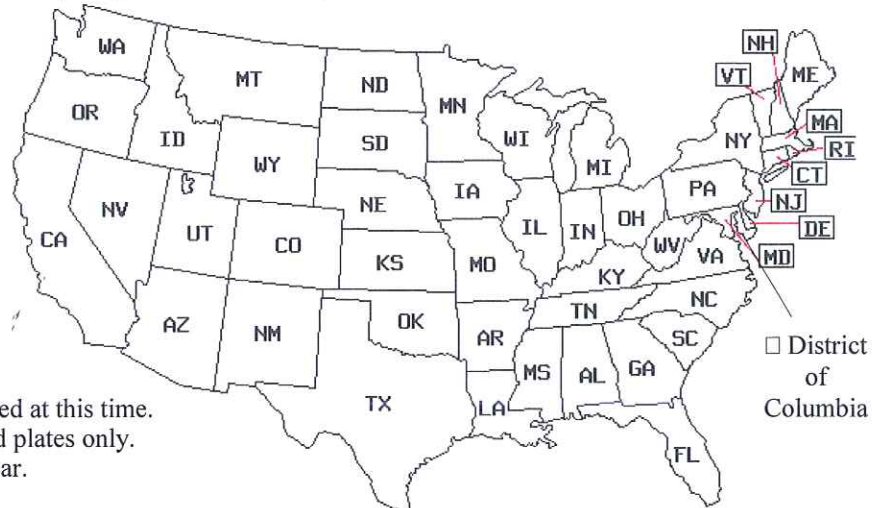 WA
MT
ND
MN
NH
VT
ME
OR
ID
WY
SD
WI
MI
NY
MA
RI
CT
NV
UT
CO
NE
IA
IL
IN
OH
PA
NJ
DE
CA
KS
MO
WV
VA
MD
KY
AZ
NM
OK
AR
TN
NC
SC
MS
AL
GA
TX
LA
FL
□ District
of
Columbia
ed at this time.
d plates only.
ar.